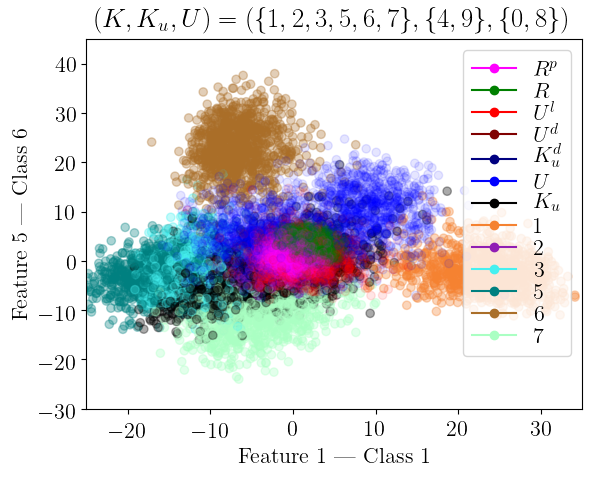 (K, K_u, U) = ({1, 2, 3, 5, 6, 7}, {4, 9}, {0, 8})
40
30
20
10
0
−10
−20
−30
Feature 5 — Class 6
−20
−10
0
10
20
30
Feature 1 — Class 1
R^p
R
U^l
U^d
K_u^d
U
K_u
1
2
3
5
6
7